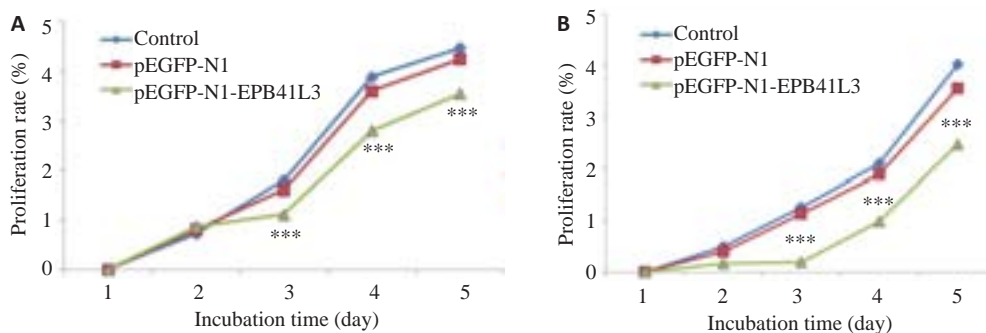 A
Proliferation rate (%)
5
4
3
2
1
0
Control
pEGFP-N1
pEGFP-N1-EPB41L3
***
***
***
1 2 3 4 5
Incubation time (day)
B
Proliferation rate (%)
5
4
3
2
1
0
Control
pEGFP-N1
pEGFP-N1-EPB41L3
***
***
***
1 2 3 4 5
Incubation time (day)